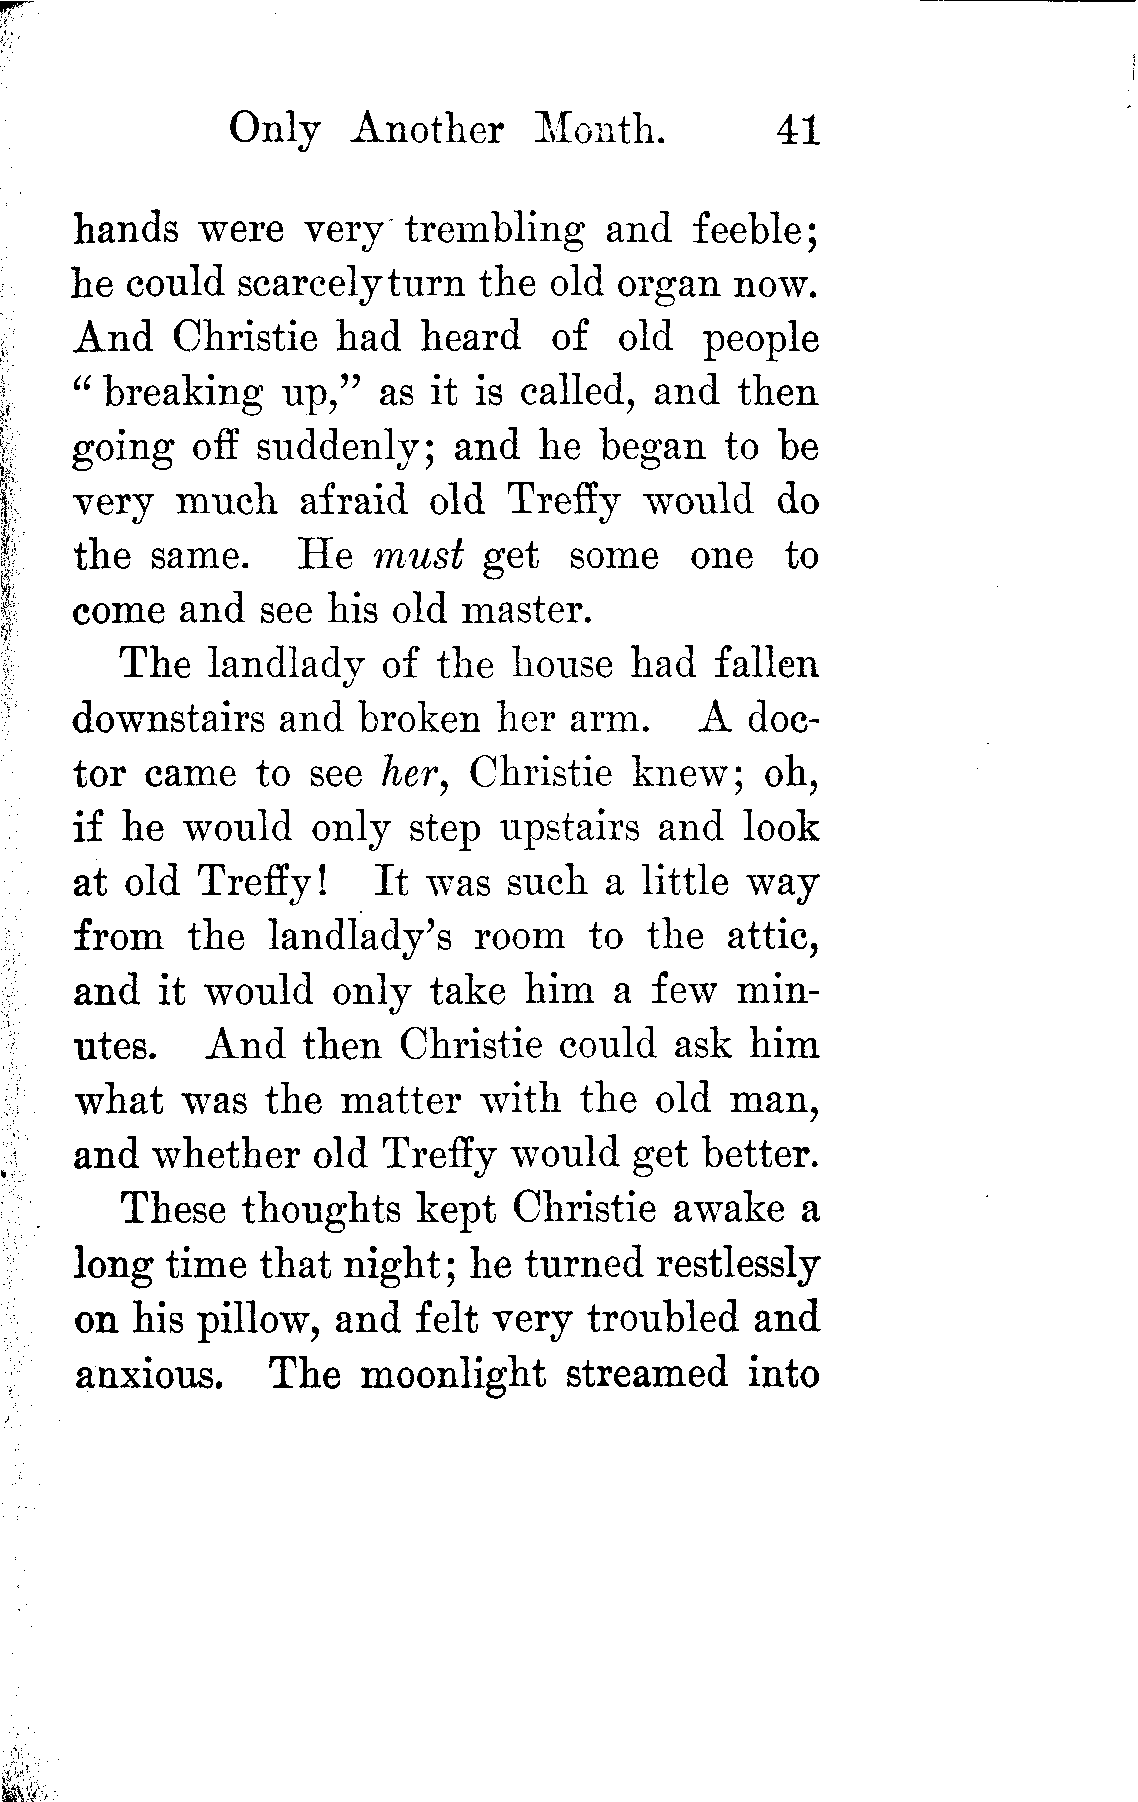 Only Another Month. 41
hands were very trembling and feeble;
he could scarcely turn the old organ now.
And Christie had heard of old people
“ breaking up,” as it is called, and then
going off suddenly; and he began to be
very much afraid old Treffy would do
the same. He must get some one to
come and see his old master.
The landlady of the house had fallen
downstairs and broken her arm. A doc-
tor came to see her, Christie knew; oh,
if he would only step upstairs and look
at old Treffy! It was such a little way
from the landlady’s room to the attic,
and it would only take him a few min-
utes. And then Christie could ask him
what was the matter with the old man,
and whether old Treffy would get better.
These thoughts kept Christie awake a
long time that night; he turned restlessly
on his pillow, and felt very troubled and
anxious. The moonlight streamed into